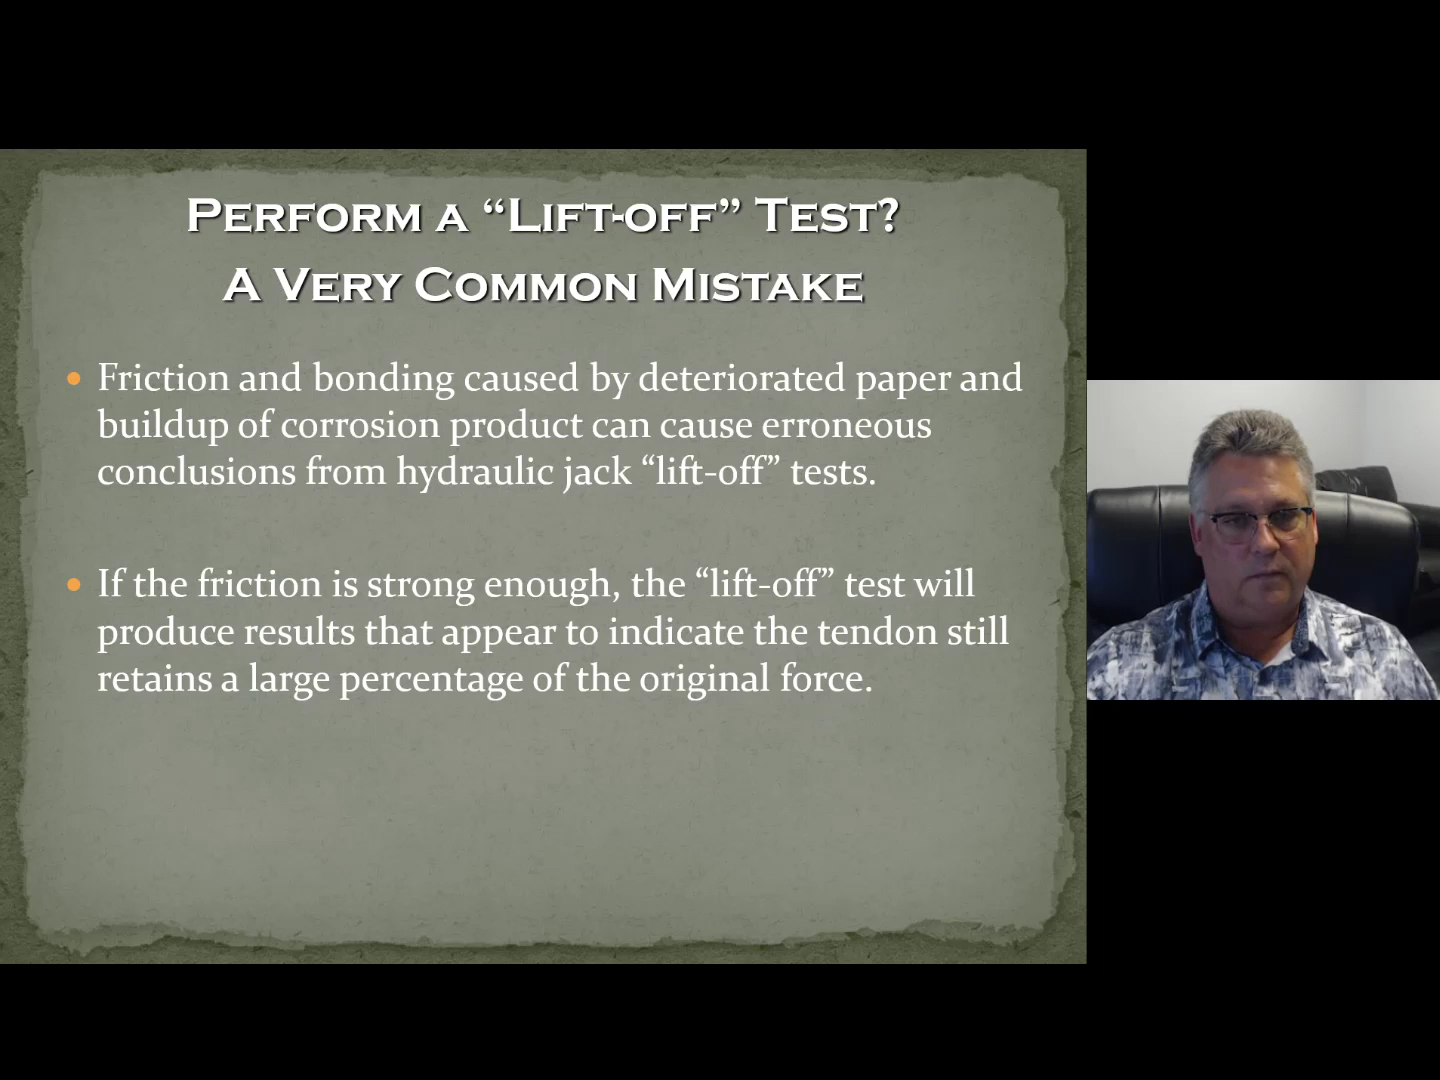 Perform a “Lift-off” Test?
A Very Common Mistake
• Friction and bonding caused by deteriorated paper and
buildup of corrosion product can cause erroneous
conclusions from hydraulic jack “lift-off” tests.
• If the friction is strong enough, the “lift-off” test will
produce results that appear to indicate the tendon still
retains a large percentage of the original force.